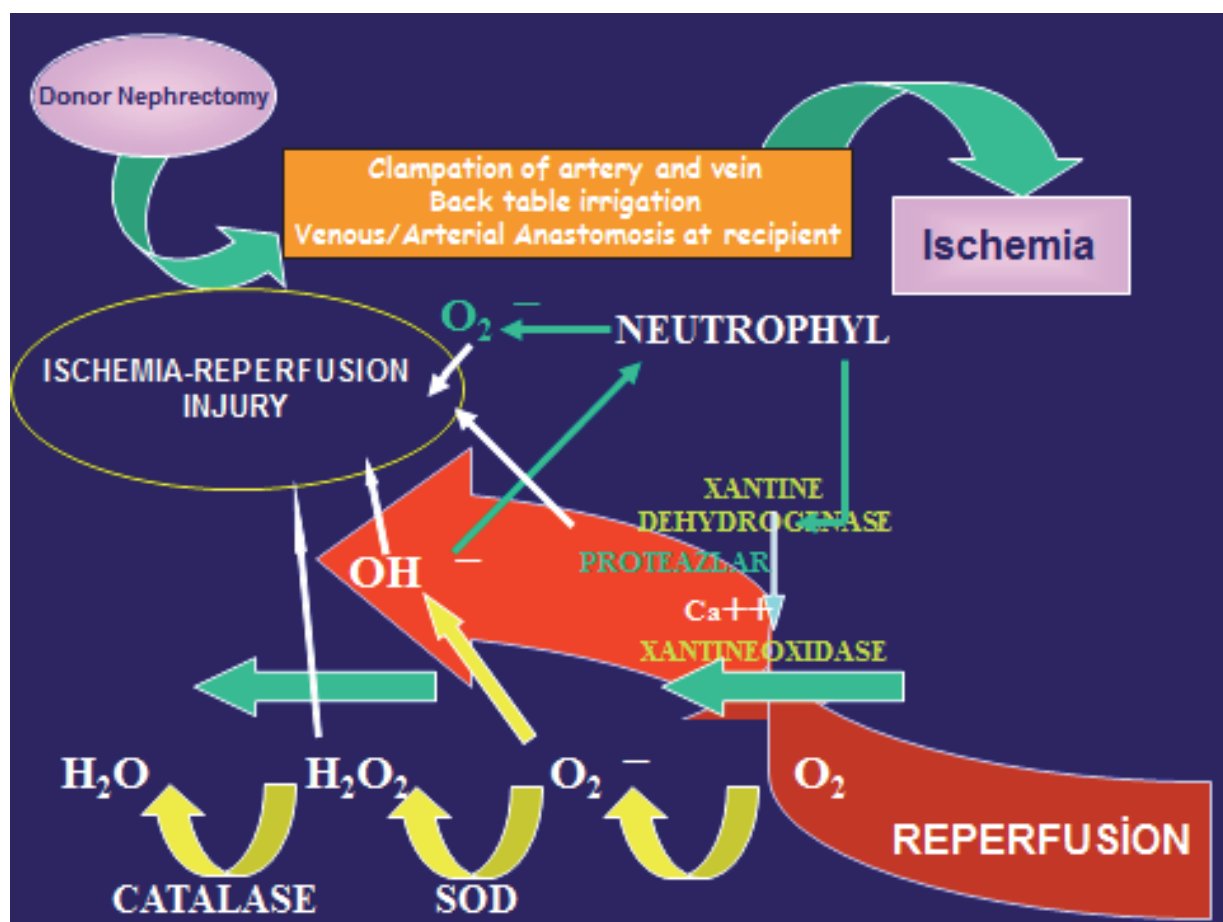 Donor Nephrectomy
Clampation of artery and vein
Back table irrigation
Venous/Arterial Anastomosis at recipient
Ischemia
O₂⁻
NEUTROPHYL
ISCHEMIA-REPERFUSION
INJURY
XANTINE
DEHYDROGENASE
PROTEAZLAR
OH⁻
Ca++
XANTINEOXIDASE
H₂O
H₂O₂
O₂⁻
O₂
REPERFUSİON
CATALASE
SOD